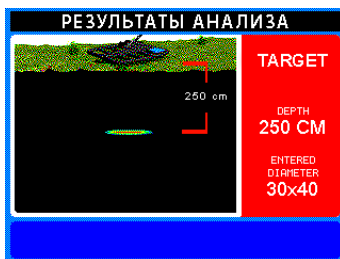 РЕЗУЛЬТАТЫ АНАЛИЗА
TARGET
250 cm
DEPTH
250 CM
ENTERED
DIAMETER
30x40